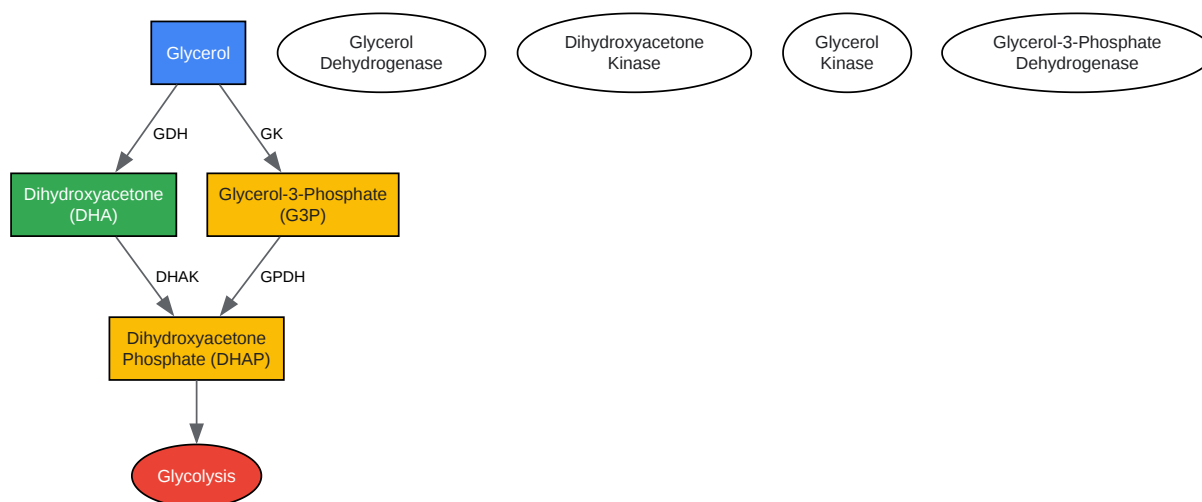 Glycerol
Glycerol
Dehydrogenase
Dihydroxyacetone
Kinase
Glycerol
Kinase
Glycerol-3-Phosphate
Dehydrogenase
GDH
GK
Dihydroxyacetone
(DHA)
Glycerol-3-Phosphate
(G3P)
DHAK
GPDH
Dihydroxyacetone
Phosphate (DHAP)
Glycolysis